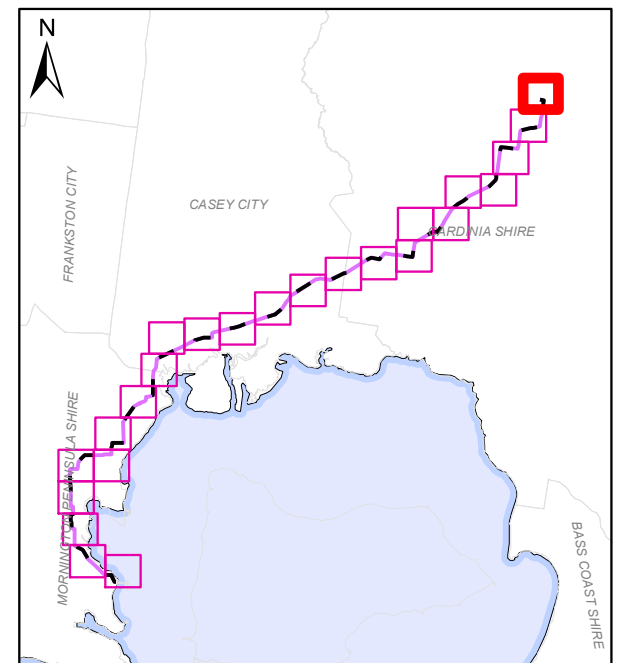 N
CASEY CITY
FRANKSTON CITY
CARDINIA SHIRE
MORNINGTON PENINSULA SHIRE
BASS COAST SHIRE